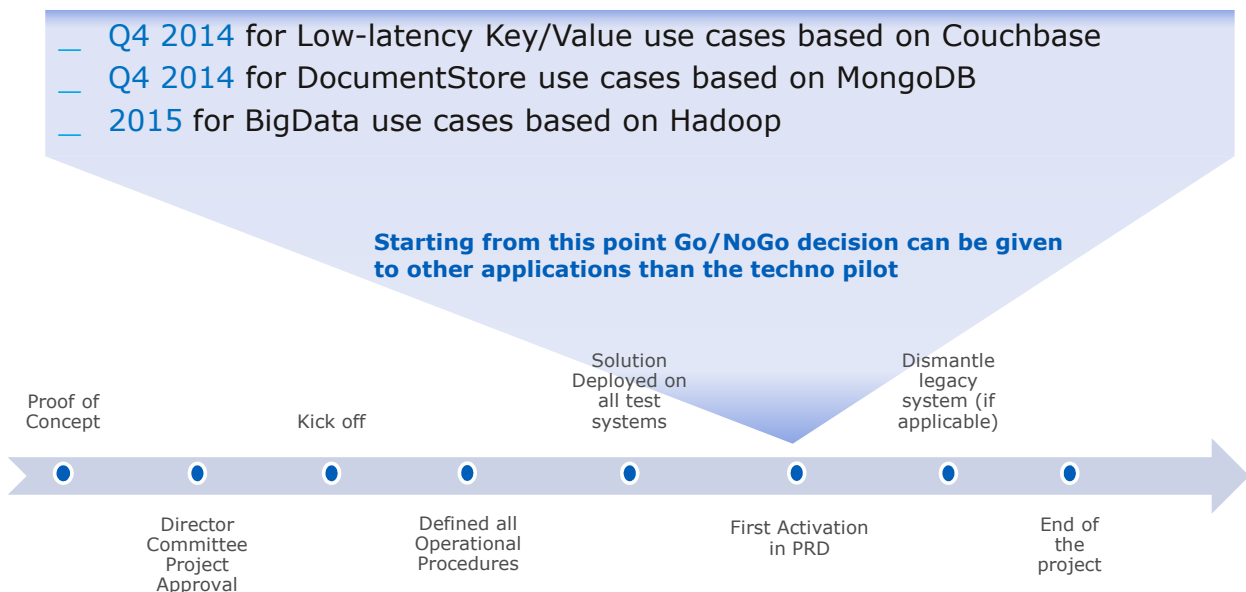 _ Q4 2014 for Low-latency Key/Value use cases based on Couchbase
_ Q4 2014 for DocumentStore use cases based on MongoDB
_ 2015 for BigData use cases based on Hadoop
Starting from this point Go/NoGo decision can be given
to other applications than the techno pilot
Proof of
Concept
Director
Committee
Project
Approval
Kick off
Defined all
Operational
Procedures
Solution
Deployed on
all test
systems
First Activation
in PRD
Dismantle
legacy
system (if
applicable)
End of
the
project